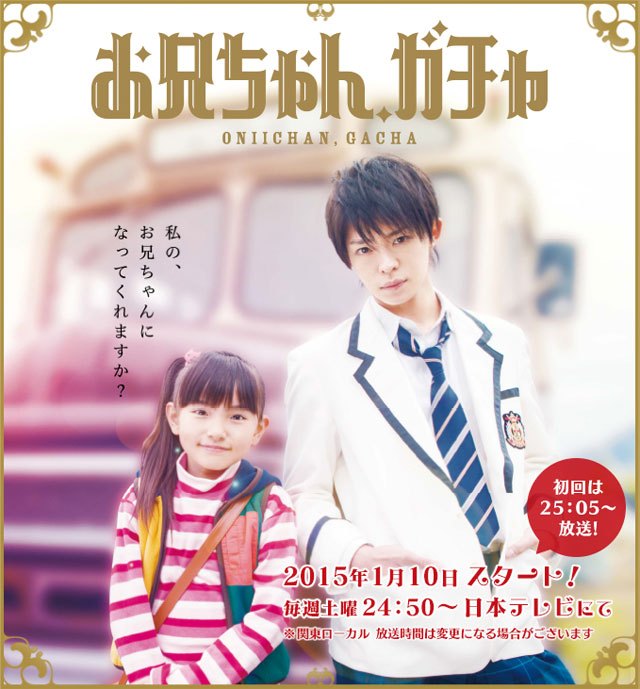 お兄ちゃん、ガチャ
ONIICHAN, GACHA
私の、
お兄ちゃんに
なってくれますか？
初回は
25：05～
放送!
2015年1月10日 スタート!
毎週土曜 24：50～ 日本テレビにて
※関東ローカル 放送時間は変更になる場合がございます